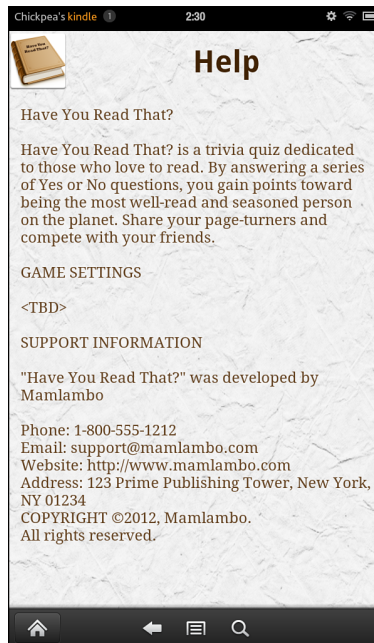 Chickpea's kindle 1 2:30
Have You
Read That?
Help
Have You Read That?
Have You Read That? is a trivia quiz dedicated
to those who love to read. By answering a series
of Yes or No questions, you gain points toward
being the most well-read and seasoned person
on the planet. Share your page-turners and
compete with your friends.
GAME SETTINGS
<TBD>
SUPPORT INFORMATION
"Have You Read That?" was developed by
Mamlambo
Phone: 1-800-555-1212
Email: support@mamlambo.com
Website: http://www.mamlambo.com
Address: 123 Prime Publishing Tower, New York,
NY 01234
COPYRIGHT ©2012, Mamlambo.
All rights reserved.